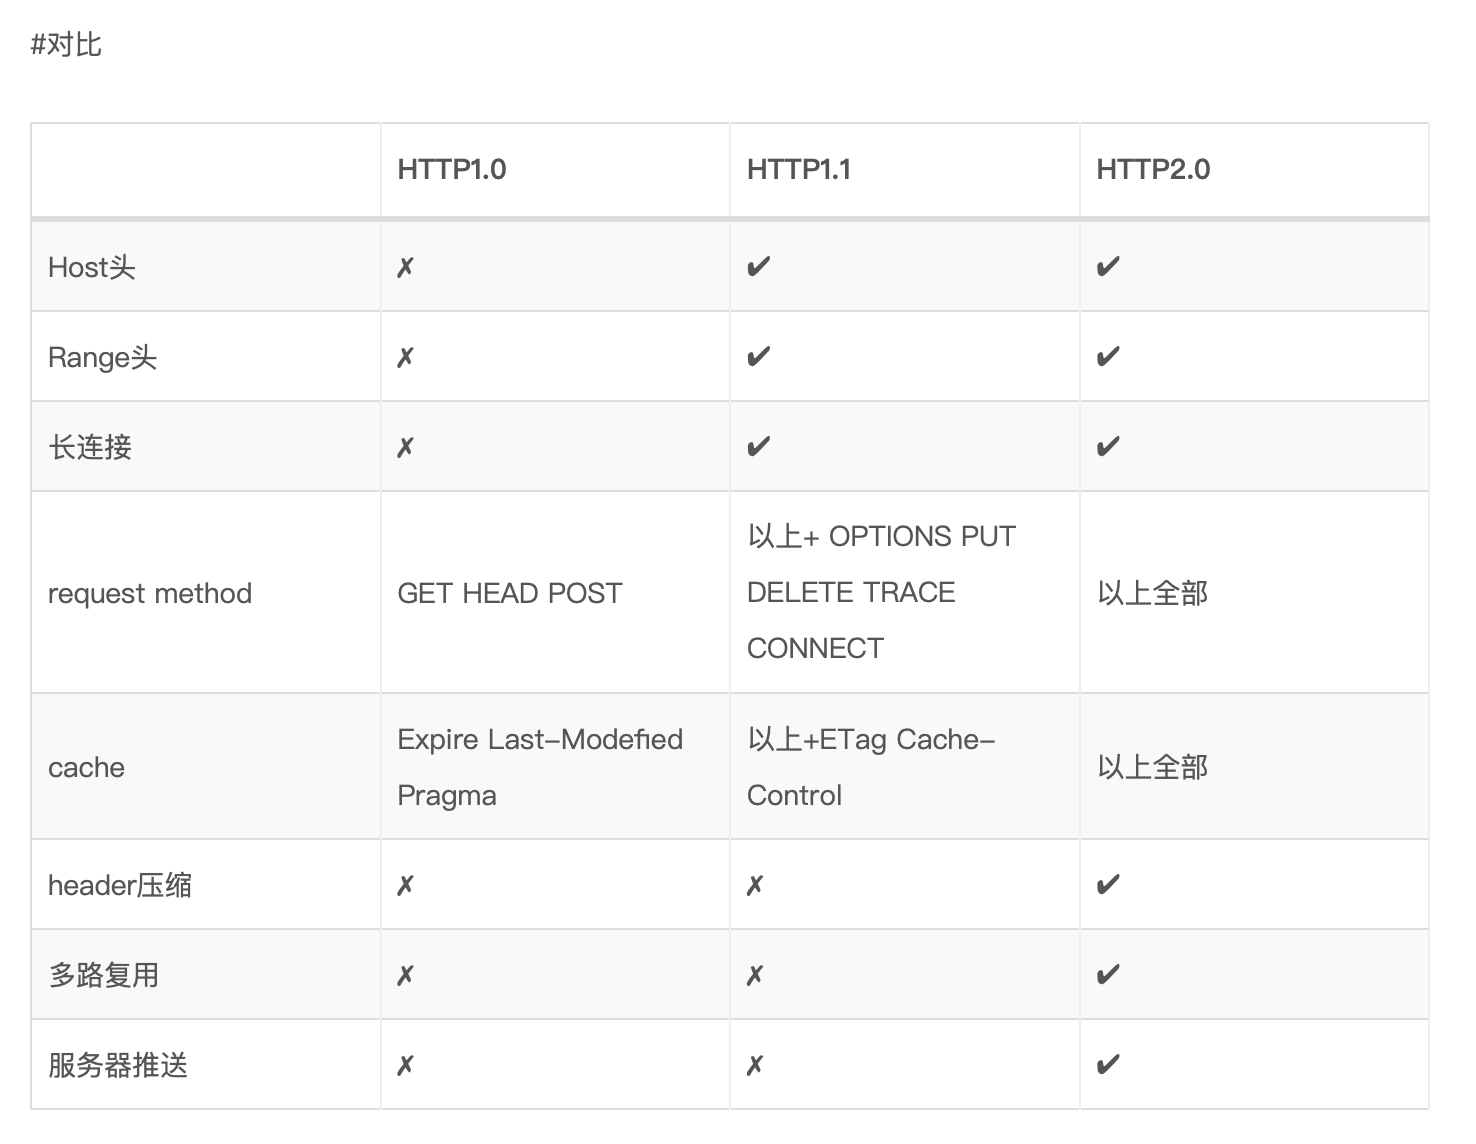 #对比
HTTP1.0 HTTP1.1 HTTP2.0
Host头 ✗ ✔ ✔
Range头 ✗ ✔ ✔
长连接 ✗ ✔ ✔
request method GET HEAD POST 以上+ OPTIONS PUT DELETE TRACE CONNECT 以上全部
cache Expire Last-Modefied Pragma 以上+ETag Cache-Control 以上全部
header压缩 ✗ ✗ ✔
多路复用 ✗ ✗ ✔
服务器推送 ✗ ✗ ✔